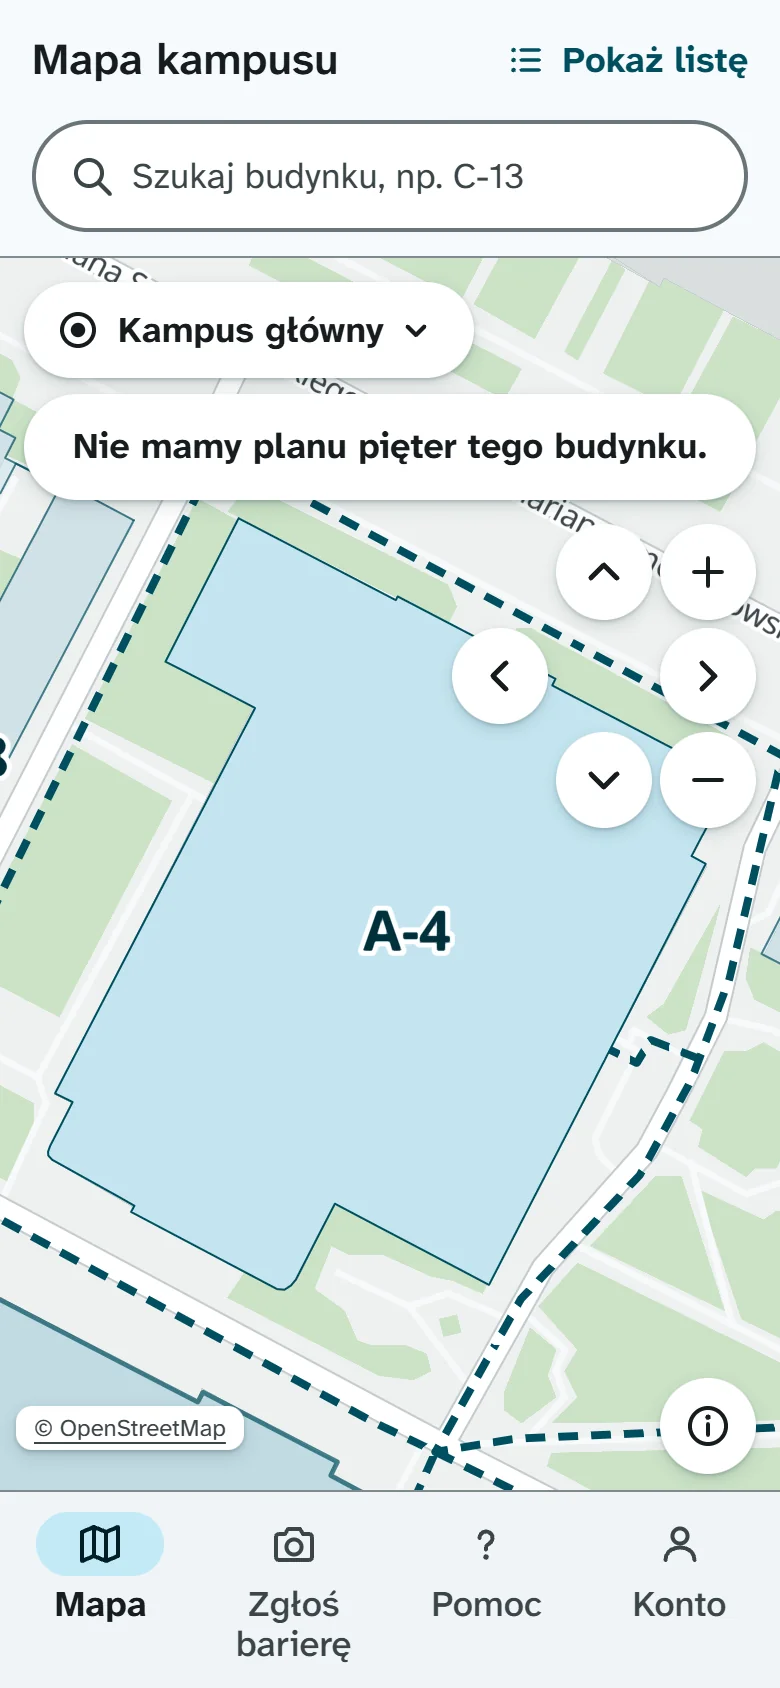 Mapa kampusu
Pokaż listę
Szukaj budynku, np. C-13
Kampus główny
Nie mamy planu pięter tego budynku.
A-4
© OpenStreetMap
Mapa
Zgłoś
barierę
Pomoc
Konto